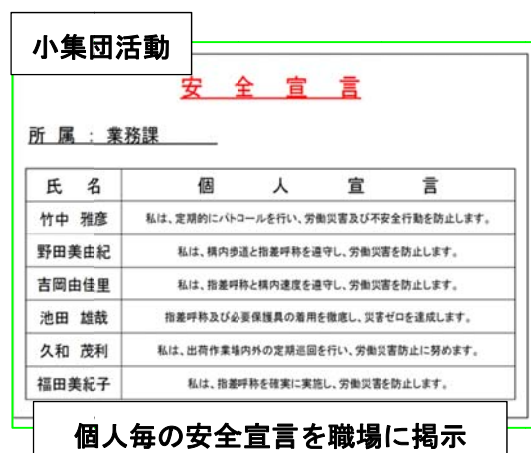 小集団活動
安 全 宣 言
所 属 : 業務課
氏 名 個 人 宣 言
竹中 雅彦 私は、定期的にパトコールを行い、労働災害及び不安全行動を防止します。
野田美由紀 私は、構内歩道と指差呼称を遵守し、労働災害を防止します。
吉岡由佳里 私は、指差呼称と構内速度を遵守し、労働災害を防止します。
池田 雄哉 指差呼称及び必要保護具の着用を徹底し、災害ゼロを達成します。
久和 茂利 私は、出荷作業場内外の定期巡回を行い、労働災害防止に努めます。
福田美紀子 私は、指差呼称を確実に実施し、労働災害を防止します。
個人毎の安全宣言を職場に掲示